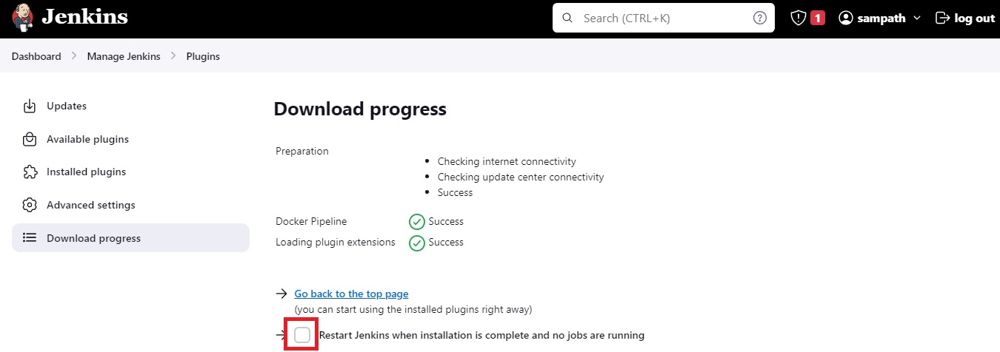 Jenkins
Search (CTRL+K)
1
sampath
log out
Dashboard
Manage Jenkins
Plugins
Updates
Available plugins
Installed plugins
Advanced settings
Download progress
Download progress
Preparation
Checking internet connectivity
Checking update center connectivity
Success
Docker Pipeline Success
Loading plugin extensions Success
Go back to the top page
(you can start using the installed plugins right away)
Restart Jenkins when installation is complete and no jobs are running